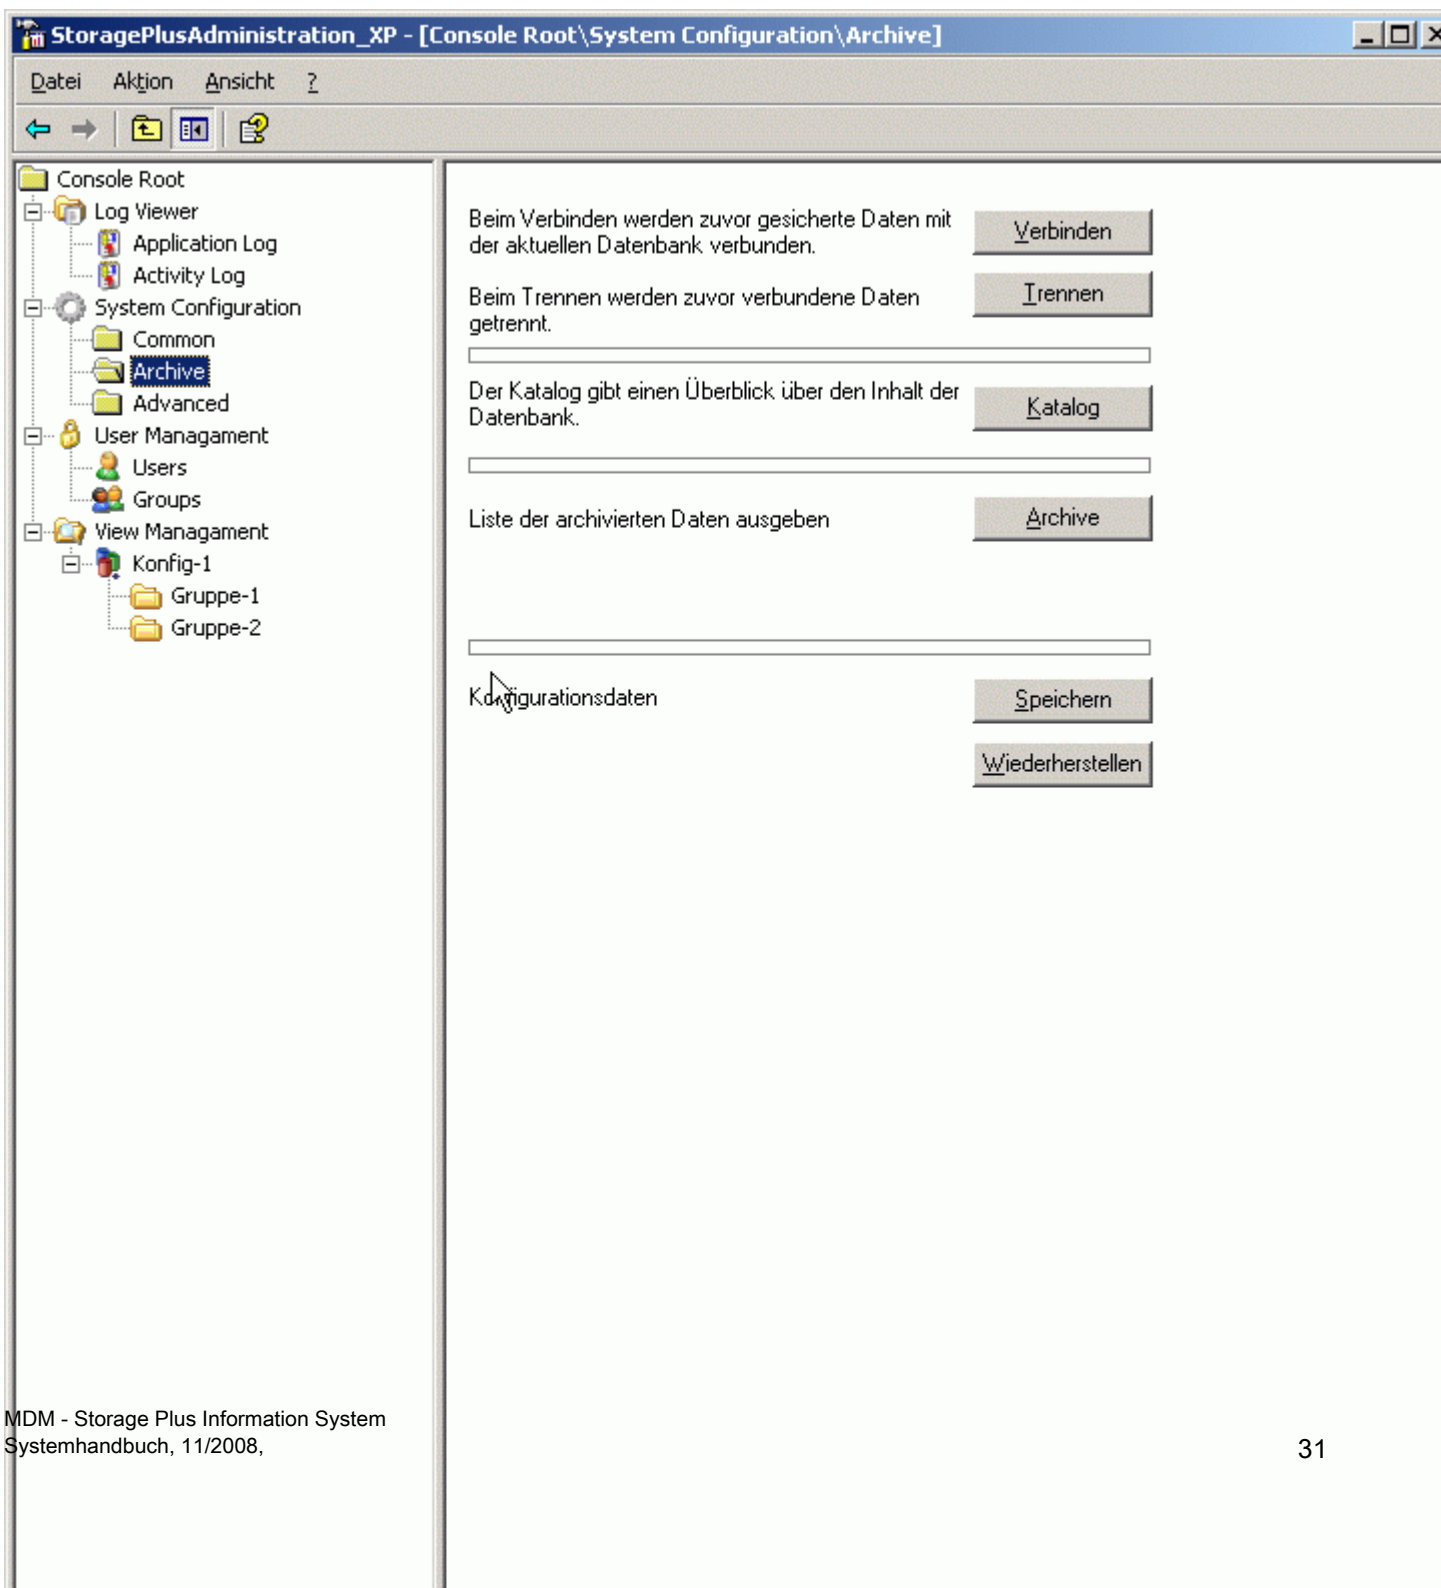 StoragePlusAdministration_XP - [Console Root\System Configuration\Archive]
Datei Aktion Ansicht ?
Console Root
Log Viewer
Application Log
Activity Log
System Configuration
Common
Archive
Advanced
User Managament
Users
Groups
View Managament
Konfig-1
Gruppe-1
Gruppe-2
Beim Verbinden werden zuvor gesicherte Daten mit
der aktuellen Datenbank verbunden.
Verbinden
Beim Trennen werden zuvor verbundene Daten
getrennt.
Trennen
Der Katalog gibt einen Überblick über den Inhalt der
Datenbank.
Katalog
Liste der archivierten Daten ausgeben
Archive
Konfigurationsdaten
Speichern
Wiederherstellen
MDM - Storage Plus Information System
Systemhandbuch, 11/2008,
31